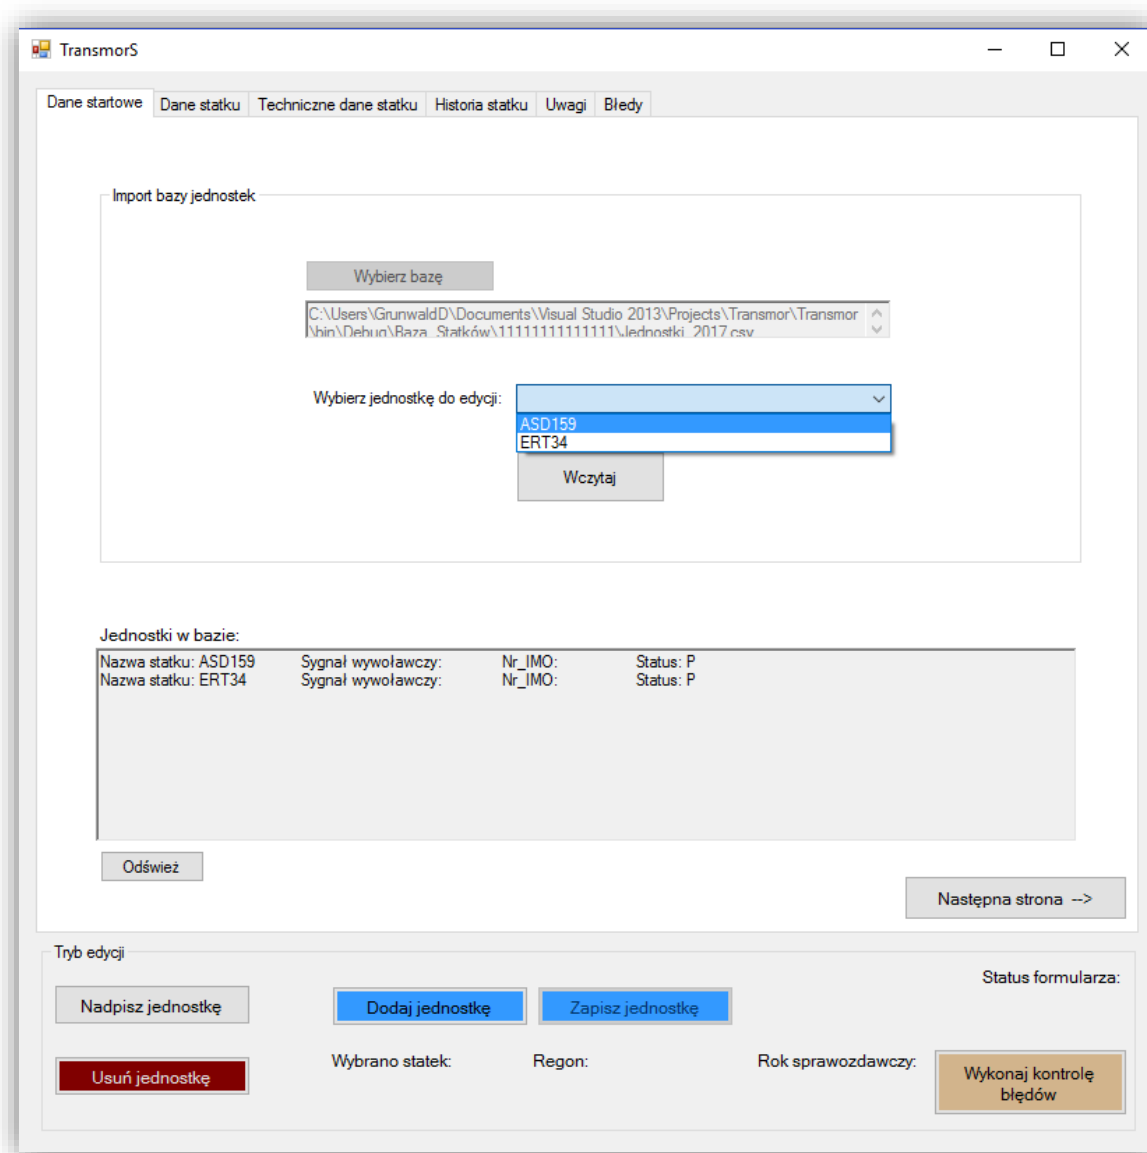 TransmorS
Dane startowe Dane statku Techniczne dane statku Historia statku Uwagi Błędy
Import bazy jednostek
Wybierz bazę
C:\Users\GrunwaldD\Documents\Visual Studio 2013\Projects\Transmor\Transmor
\bin\Debug\Baza_Statków\11111111111111\Jednostki_2017.csv
Wybierz jednostkę do edycji:
ASD159
ERT34
Wczytaj
Jednostki w bazie:
Nazwa statku: ASD159 Sygnał wywoławczy: Nr_IMO: Status: P
Nazwa statku: ERT34 Sygnał wywoławczy: Nr_IMO: Status: P
Odśwież
Następna strona -->
Tryb edycji
Status formularza:
Nadpisz jednostkę Dodaj jednostkę Zapisz jednostkę
Usuń jednostkę
Wybrano statek: Regon: Rok sprawozdawczy:
Wykonaj kontrolę
błędów